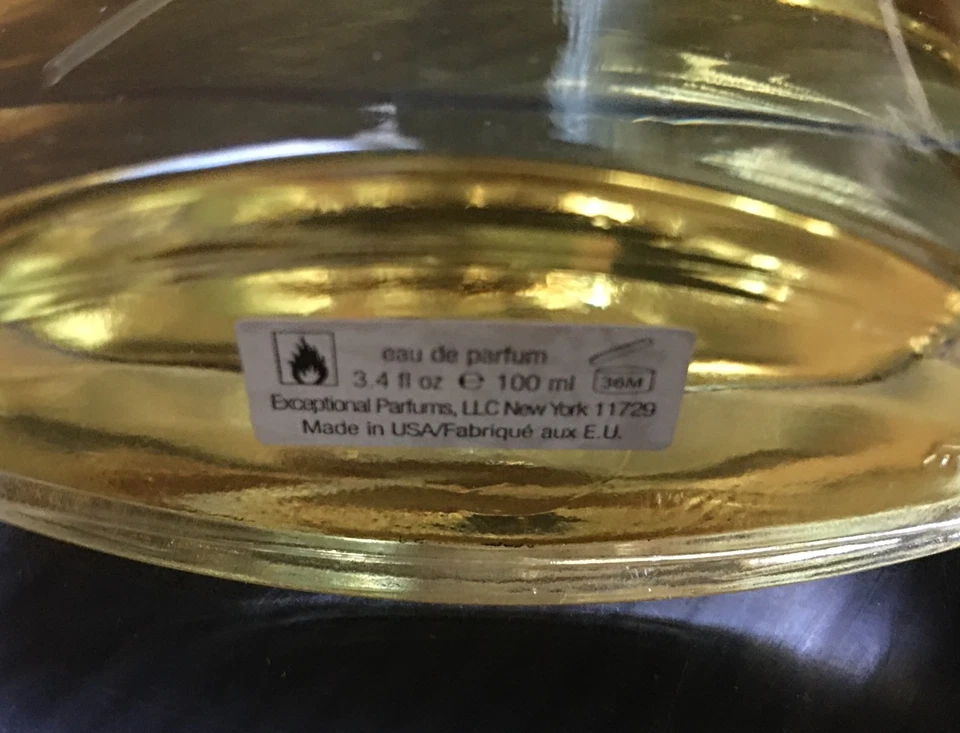 eau de parfum
3.4 fl oz ℮ 100 ml 36M
Exceptional Parfums, LLC New York 11729
Made in USA/Fabriqué aux E.U.